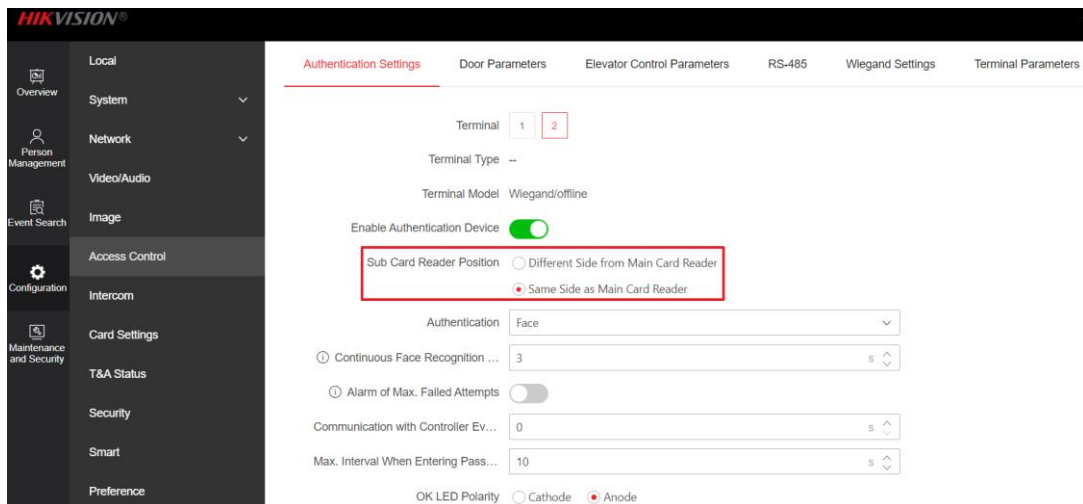 HIKVISION®
Overview
Person
Management
Event Search
Configuration
Maintenance
and Security
Local
System
Network
Video/Audio
Image
Access Control
Intercom
Card Settings
T&A Status
Security
Smart
Preference
Authentication Settings Door Parameters Elevator Control Parameters RS-485 Wiegand Settings Terminal Parameters
Terminal 1 2
Terminal Type --
Terminal Model Wiegand/offline
Enable Authentication Device
Sub Card Reader Position Different Side from Main Card Reader
Same Side as Main Card Reader
Authentication Face
Continuous Face Recognition ... 3 s
Alarm of Max. Failed Attempts
Communication with Controller Ev... 0 s
Max. Interval When Entering Pass... 10 s
OK LED Polarity Cathode Anode